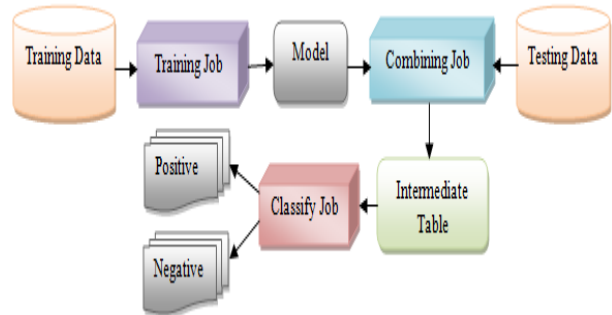 Training Data
Training Job
Model
Combining Job
Testing Data
Positive
Classify Job
Intermediate
Table
Negative